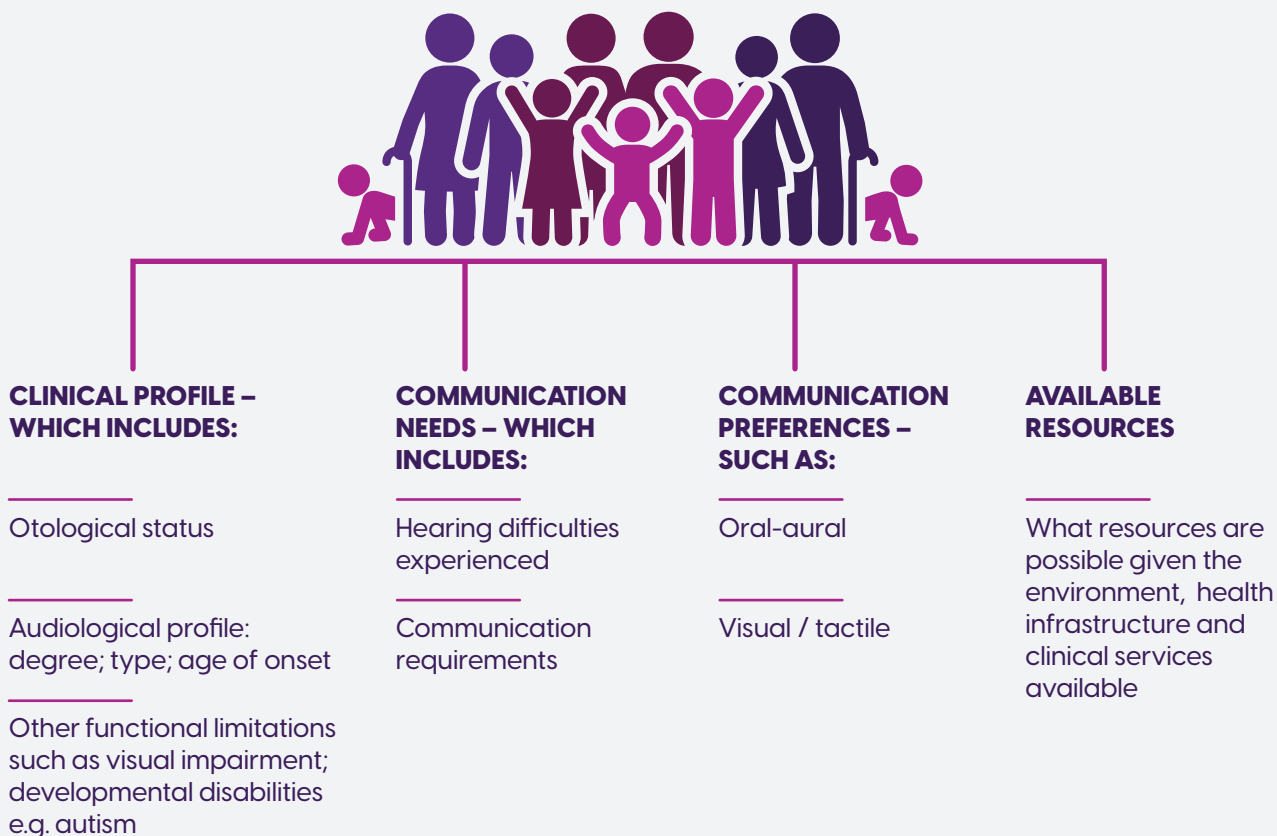 CLINICAL PROFILE –
WHICH INCLUDES:
Otological status
Audiological profile:
degree; type; age of onset
Other functional limitations
such as visual impairment;
developmental disabilities
e.g. autism
COMMUNICATION
NEEDS – WHICH
INCLUDES:
Hearing difficulties
experienced
Communication
requirements
COMMUNICATION
PREFERENCES –
SUCH AS:
Oral-aural
Visual / tactile
AVAILABLE
RESOURCES
What resources are
possible given the
environment, health
infrastructure and
clinical services
available